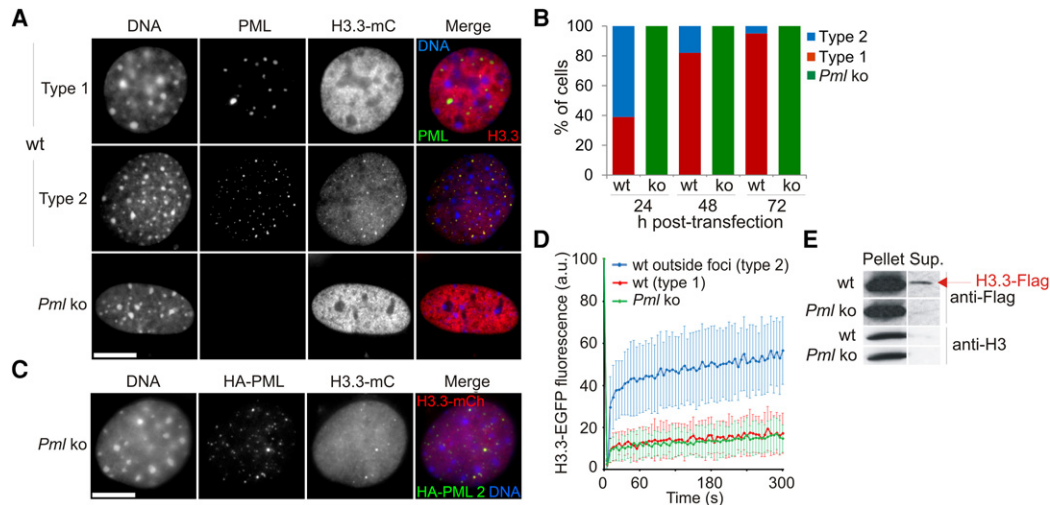 A
DNA PML H3.3-mC Merge
Type 1
wt
Type 2
Pml ko
DNA
PML H3.3
B
% of cells
100
80
60
40
20
0
wt ko wt ko wt ko
24 48 72
h post-transfection
Type 2
Type 1
Pml ko
C
DNA HA-PML H3.3-mC Merge
Pml ko
H3.3-mCh
HA-PML 2 DNA
D
H3.3-EGFP fluorescence (a.u.)
100
80
60
40
20
0
0 60 180 300
Time (s)
wt outside foci (type 2)
wt (type 1)
Pml ko
E
Pellet Sup.
wt
Pml ko
wt
Pml ko
H3.3-Flag
anti-Flag
anti-H3